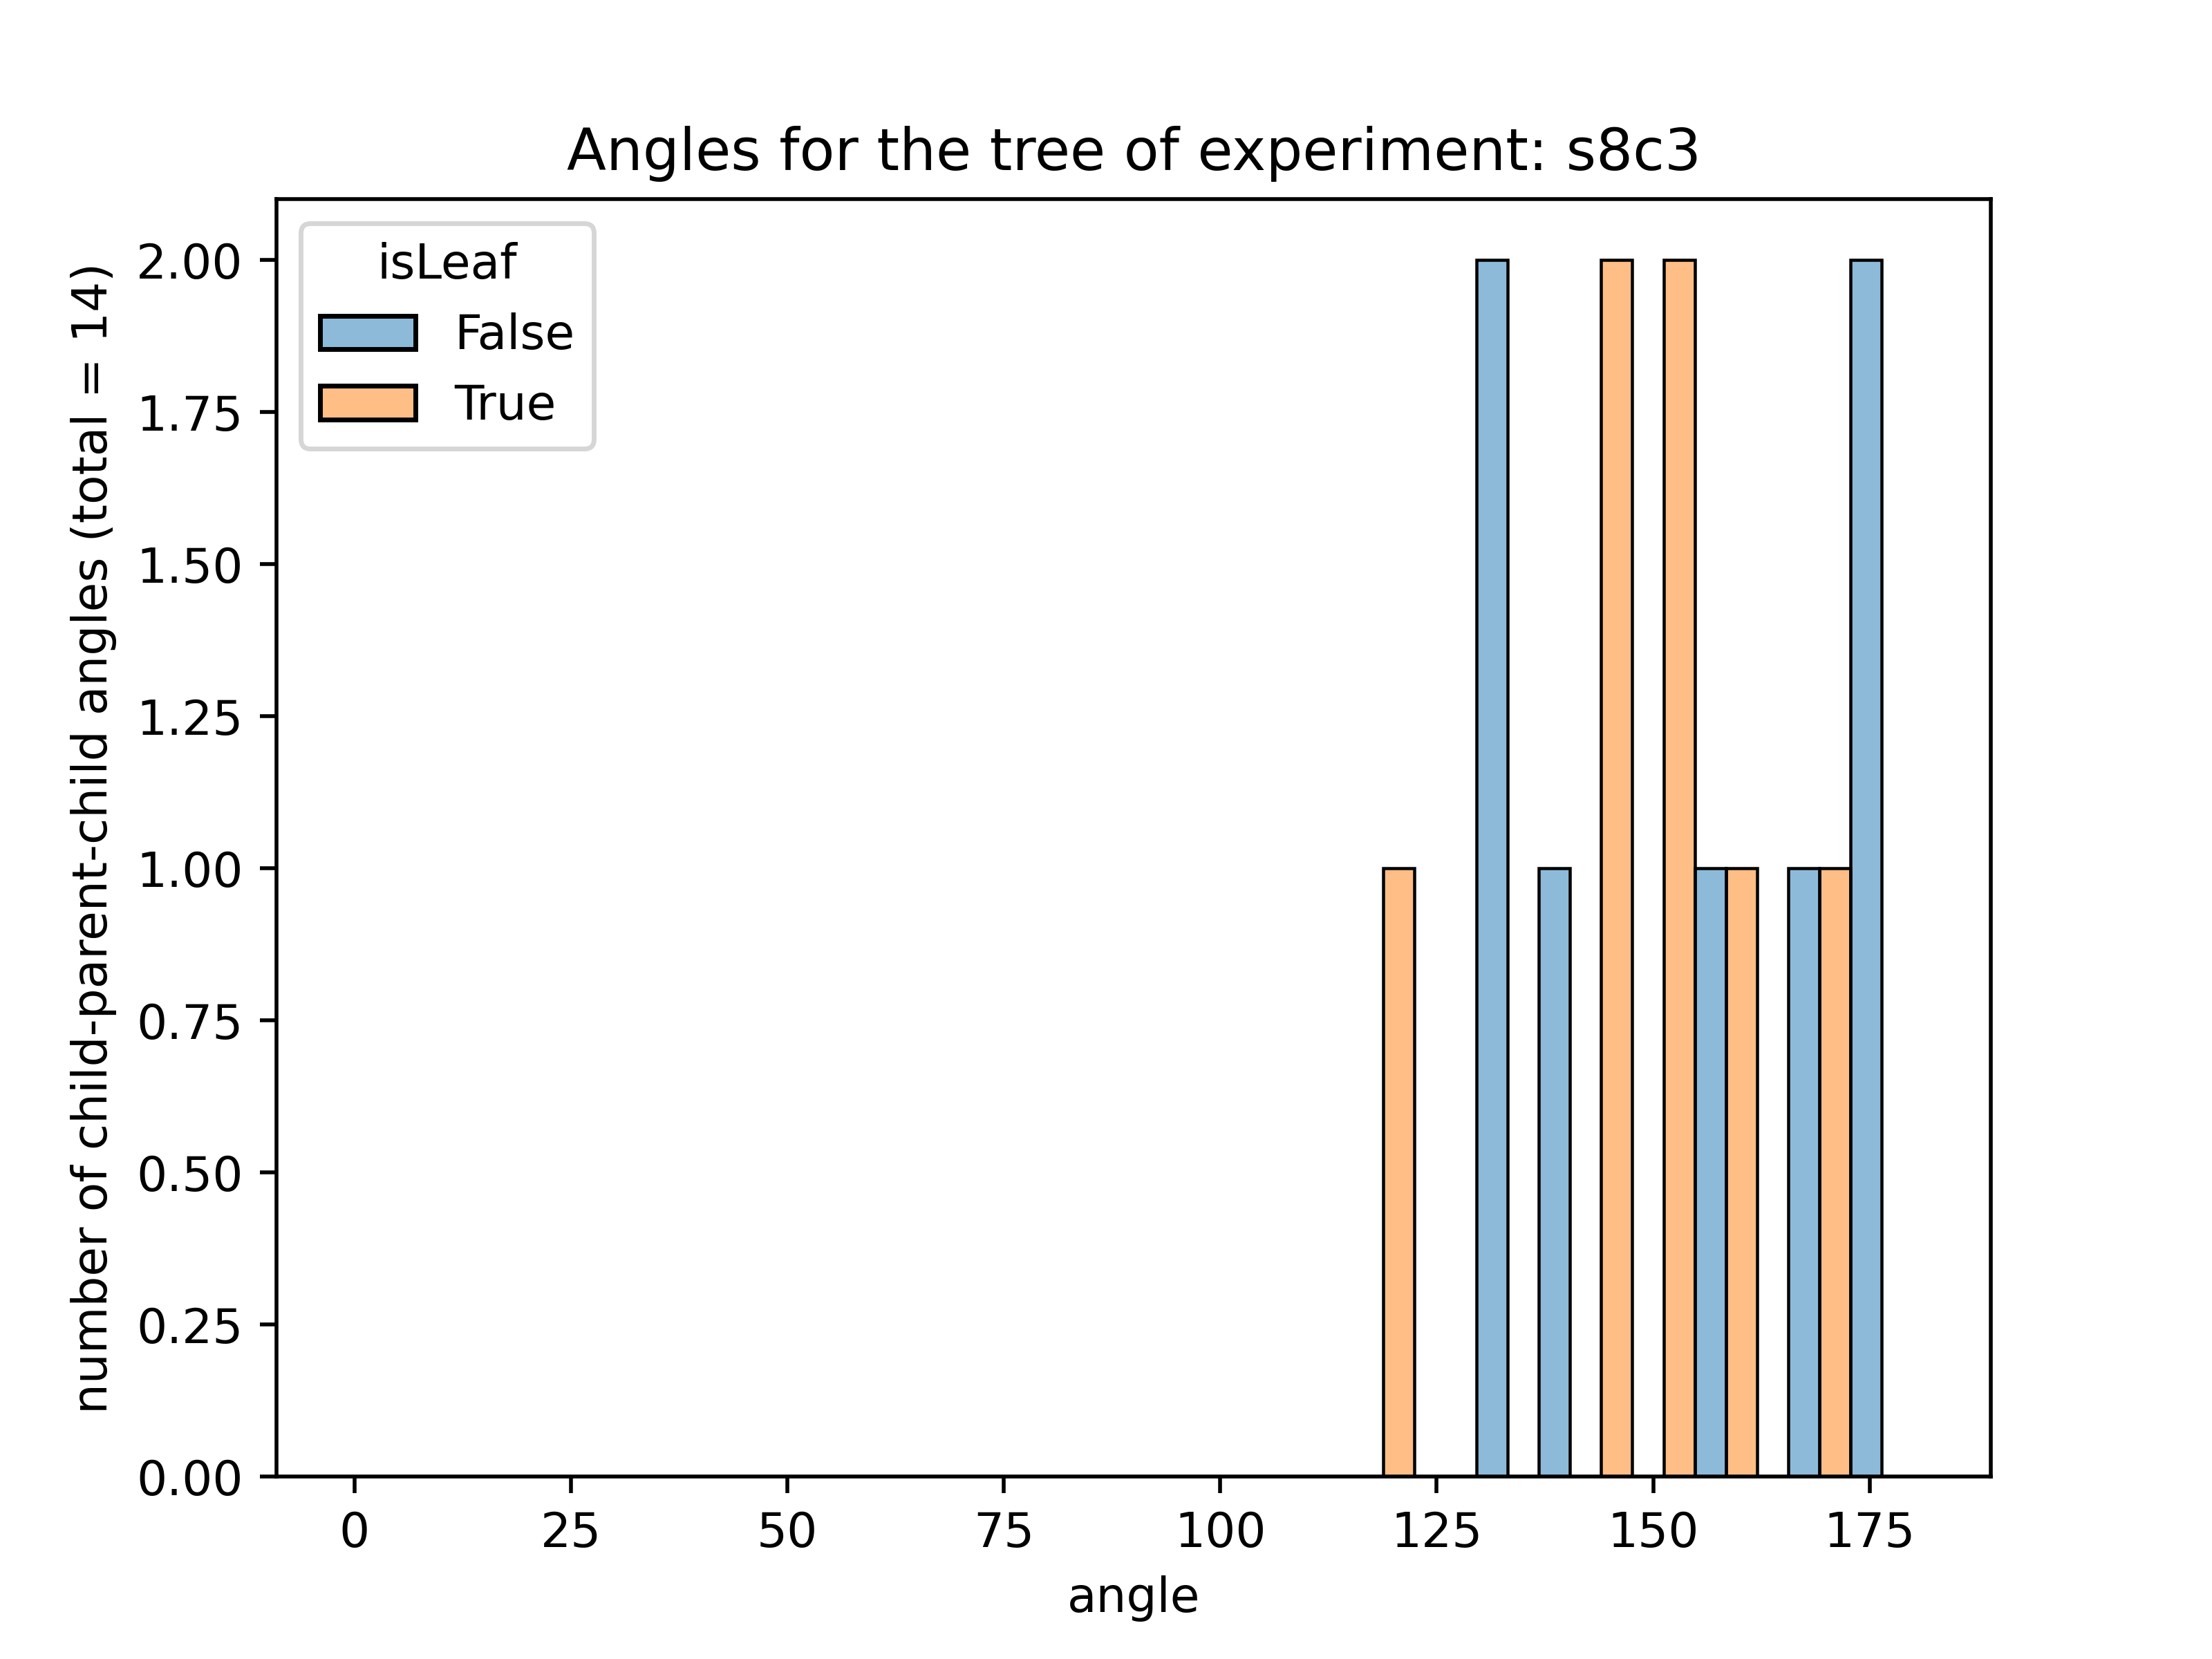 Angles for the tree of experiment: s8c3
isLeaf
False
True
number of child-parent-child angles (total = 14)
2.00
1.75
1.50
1.25
1.00
0.75
0.50
0.25
0.00
0 25 50 75 100 125 150 175
angle